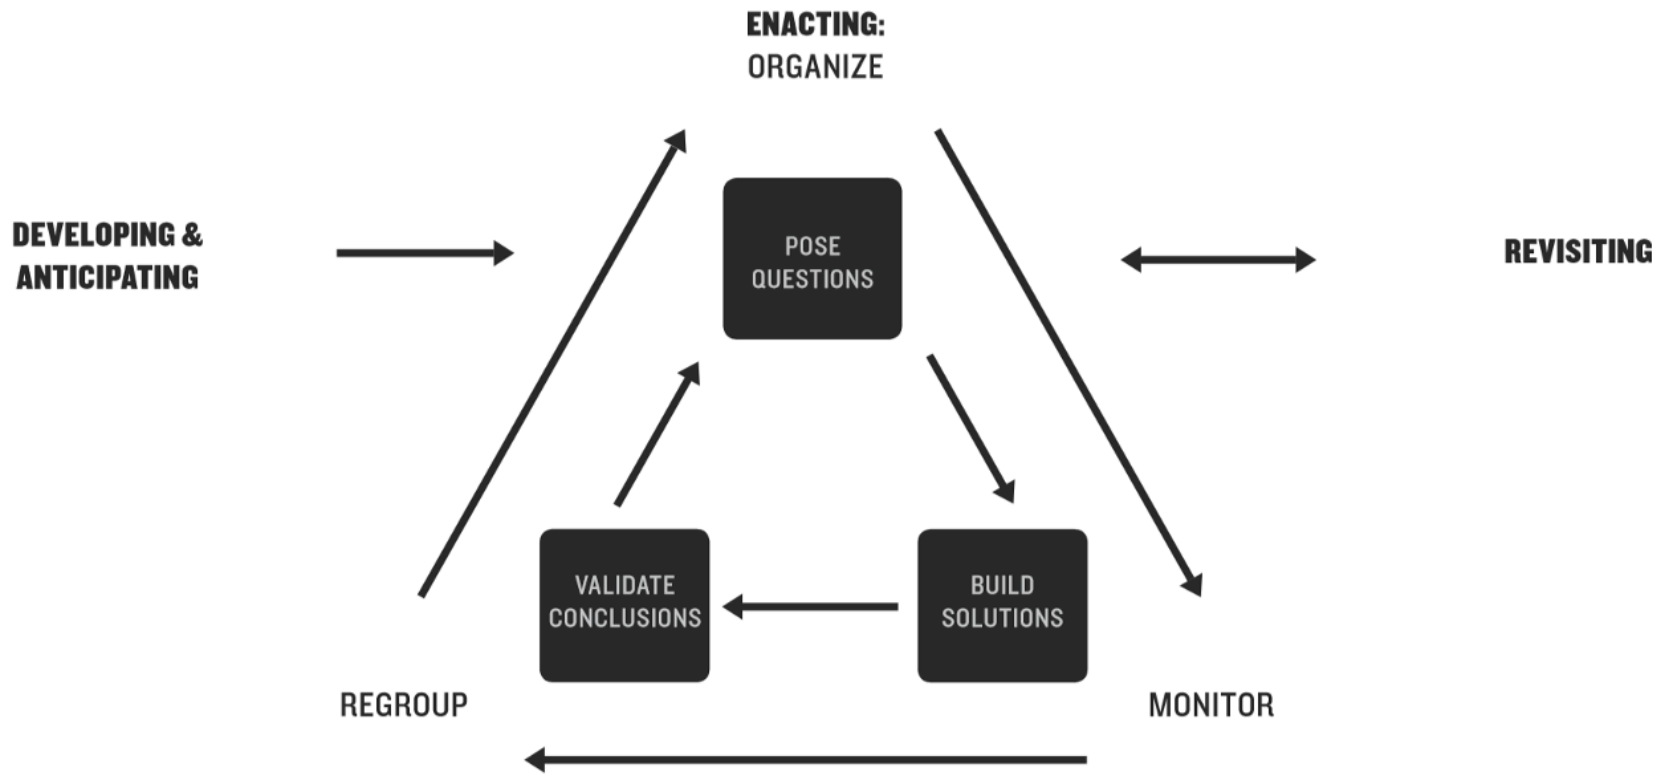 ENACTING:
ORGANIZE
DEVELOPING &
ANTICIPATING
POSE
QUESTIONS
REVISITING
VALIDATE
CONCLUSIONS
BUILD
SOLUTIONS
REGROUP
MONITOR